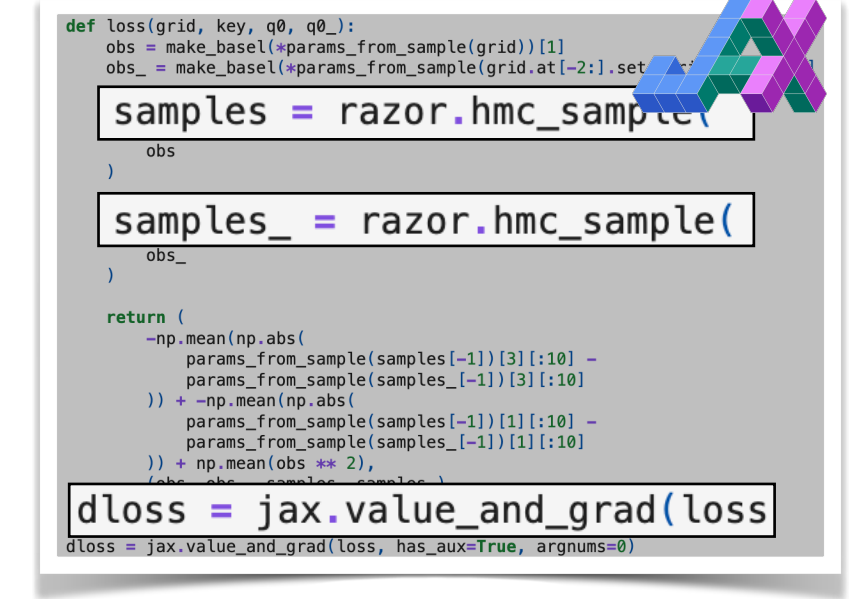 def loss(grid, key, q0, q0_):
    obs = make_basel(*params_from_sample(grid))[1]
    obs_ = make_basel(*params_from_sample(grid.at[-2:].set
samples = razor.hmc_sample(
        obs
    )
samples_ = razor.hmc_sample(
        obs_
    )
    return (
        -np.mean(np.abs(
            params_from_sample(samples[-1])[3][:10] -
            params_from_sample(samples_[-1])[3][:10]
        )) + -np.mean(np.abs(
            params_from_sample(samples[-1])[1][:10] -
            params_from_sample(samples_[-1])[1][:10]
        )) + np.mean(obs ** 2),
dloss = jax.value_and_grad(loss
dloss = jax.value_and_grad(loss, has_aux=True, argnums=0)
JAX